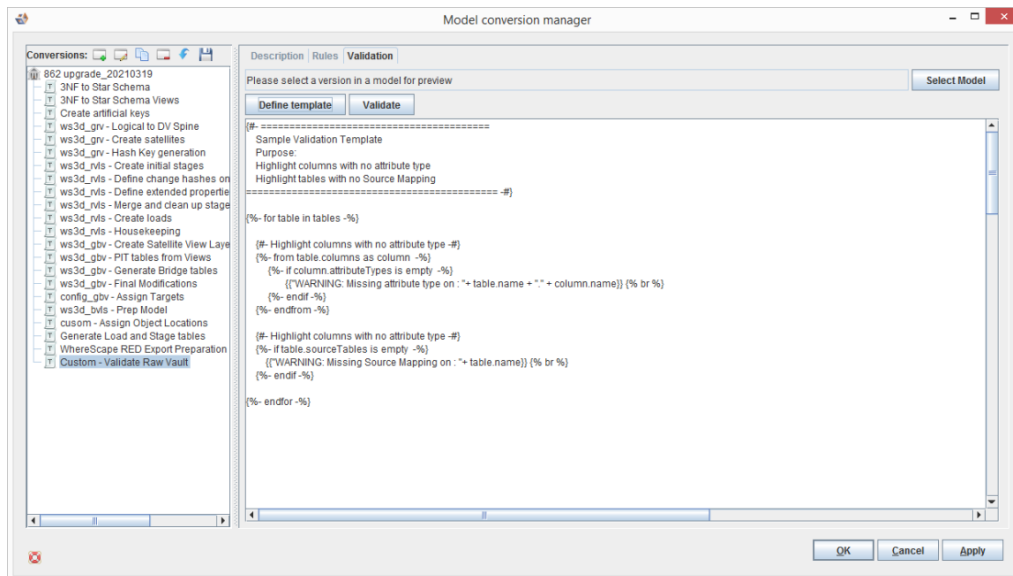 Model conversion manager
Conversions:
862 upgrade_20210319
3NF to Star Schema
3NF to Star Schema Views
Create artificial keys
ws3d_grv - Logical to DV Spine
ws3d_grv - Create satellites
ws3d_grv - Hash Key generation
ws3d_rvls - Create initial stages
ws3d_rvls - Define change hashes on
ws3d_rvls - Define extended propertie
ws3d_rvls - Merge and clean up stage
ws3d_rvls - Create loads
ws3d_rvls - Housekeeping
ws3d_gbv - Create Satellite View Laye
ws3d_gbv - PIT tables from Views
ws3d_gbv - Generate Bridge tables
ws3d_gbv - Final Modifications
config_gbv - Assign Targets
ws3d_bvls - Prep Model
cusom - Assign Object Locations
Generate Load and Stage tables
WhereScape RED Export Preparation
Custom - Validate Raw Vault
Description Rules Validation
Please select a version in a model for preview
Select Model
Define template Validate
{#- ========================================
Sample Validation Template
Purpose:
Highlight columns with no attribute type
Highlight tables with no Source Mapping
============================================ -#}
{%- for table in tables -%}
{#- Highlight columns with no attribute type -#}
{%- from table.columns as column -%}
{%- if column.attributeTypes is empty -%}
{{"WARNING: Missing attribute type on : "+ table.name + "." + column.name}} {% br %}
{%- endif -%}
{%- endfrom -%}
{#- Highlight columns with no attribute type -#}
{%- if table.sourceTables is empty -%}
{{"WARNING: Missing Source Mapping on : "+ table.name}} {% br %}
{%- endif -%}
{%- endfor -%}
OK Cancel Apply